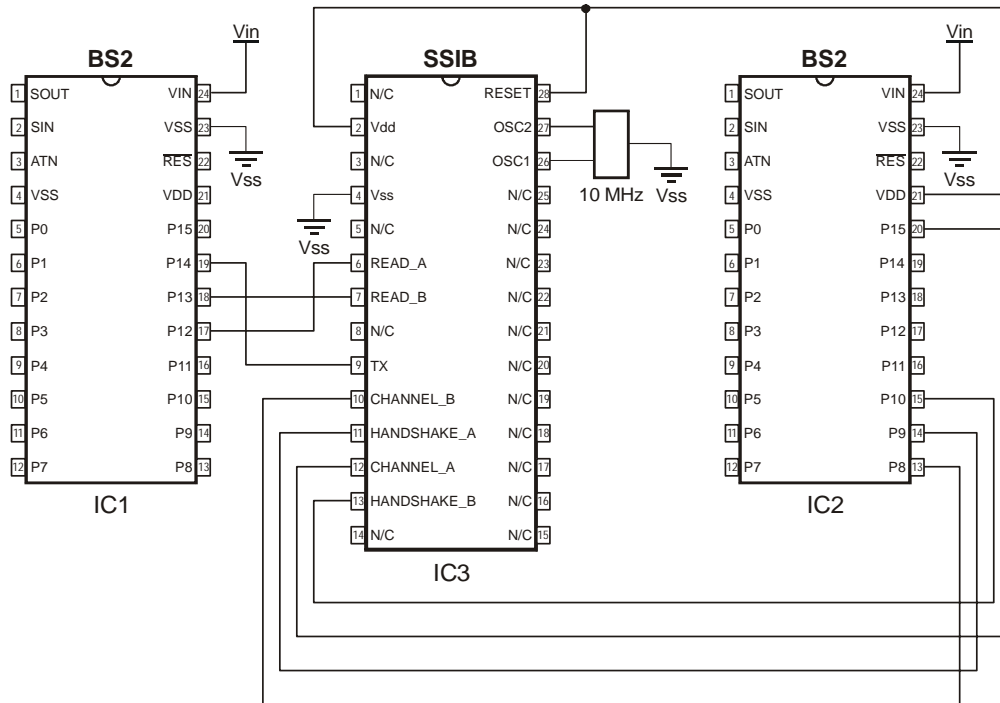 BS2
Vin
1 SOUT VIN 24
2 SIN VSS 23
3 ATN RES 22
4 VSS VDD 21
5 P0 P15 20
6 P1 P14 19
7 P2 P13 18
8 P3 P12 17
9 P4 P11 16
10 P5 P10 15
11 P6 P9 14
12 P7 P8 13
Vss
IC1
SSIB
1 N/C RESET 28
2 Vdd OSC2 27
3 N/C OSC1 26
4 Vss N/C 25
5 N/C N/C 24
6 READ_A N/C 23
7 READ_B N/C 22
8 N/C N/C 21
9 TX N/C 20
10 CHANNEL_B N/C 19
11 HANDSHAKE_A N/C 18
12 CHANNEL_A N/C 17
13 HANDSHAKE_B N/C 16
14 N/C N/C 15
Vss
10 MHz Vss
IC3
BS2
Vin
1 SOUT VIN 24
2 SIN VSS 23
3 ATN RES 22
4 VSS VDD 21
5 P0 P15 20
6 P1 P14 19
7 P2 P13 18
8 P3 P12 17
9 P4 P11 16
10 P5 P10 15
11 P6 P9 14
12 P7 P8 13
Vss
IC2